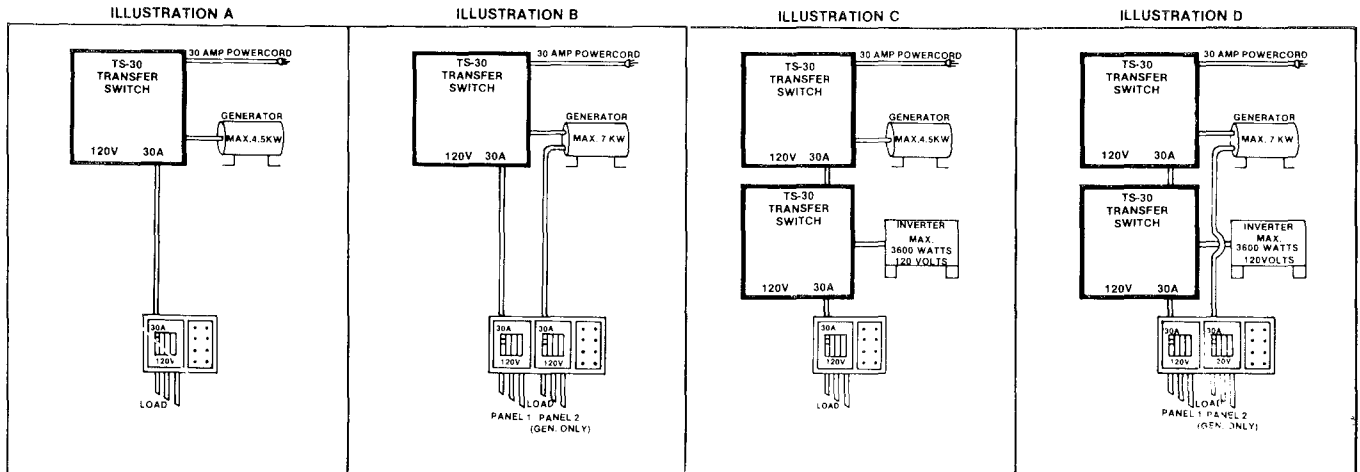 ILLUSTRATION A
30 AMP POWERCORD
TS-30
TRANSFER
SWITCH
GENERATOR
MAX.4.5KW
120V 30A
30A
120V
LOAD
ILLUSTRATION B
30 AMP POWERCORD
TS-30
TRANSFER
SWITCH
GENERATOR
MAX. 7 KW
120V 30A
30A 30A
120V 120V
LOAD
PANEL 1 PANEL 2
(GEN. ONLY)
ILLUSTRATION C
30 AMP POWERCORD
TS-30
TRANSFER
SWITCH
GENERATOR
MAX.4.5KW
120V 30A
TS-30
TRANSFER
SWITCH
INVERTER
MAX.
3600 WATTS
120 VOLTS
120V 30A
30A
120V
LOAD
ILLUSTRATION D
30 AMP POWERCORD
TS-30
TRANSFER
SWITCH
GENERATOR
MAX. 7 KW
120V 30A
TS-30
TRANSFER
SWITCH
INVERTER
MAX.
3600 WATTS
120VOLTS
120V 30A
30A 30A
120V 20V
LOAD
PANEL 1 PANEL 2
(GEN. ONLY)